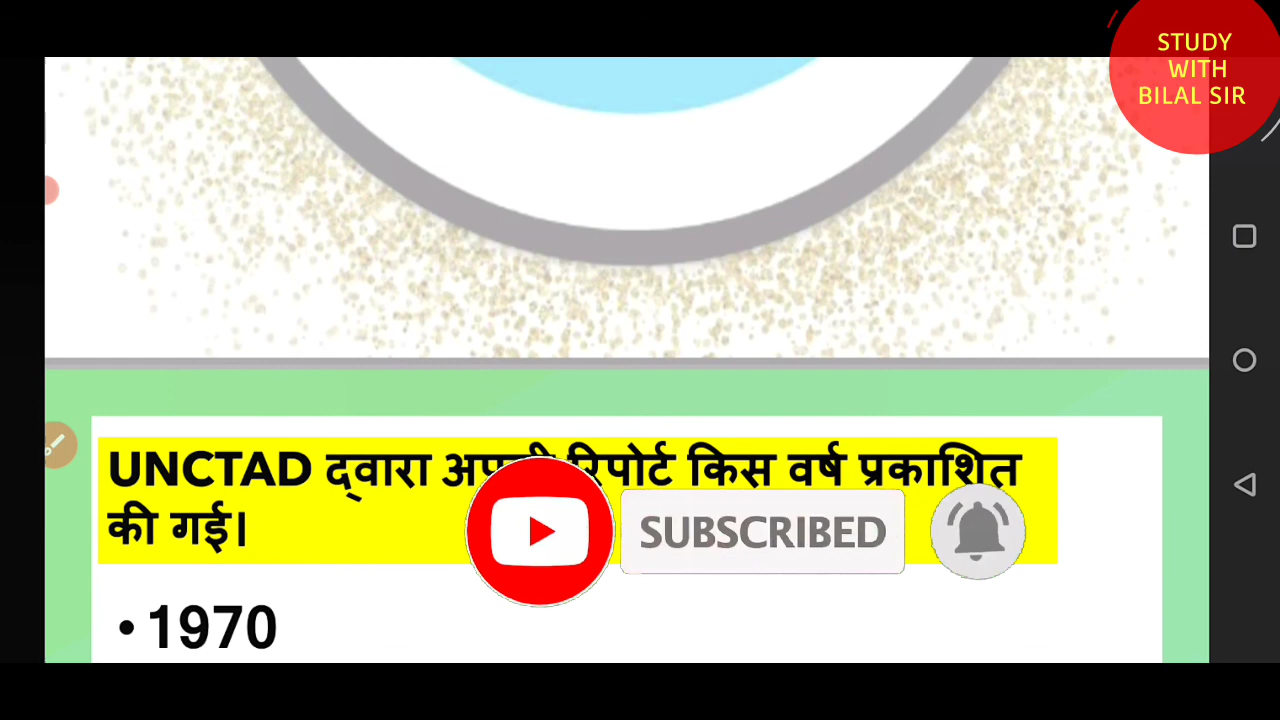 STUDY
WITH
BILAL SIR
UNCTAD द्वारा रिपोर्ट किस वर्ष प्रकाशित
की गई।
SUBSCRIBED
• 1970